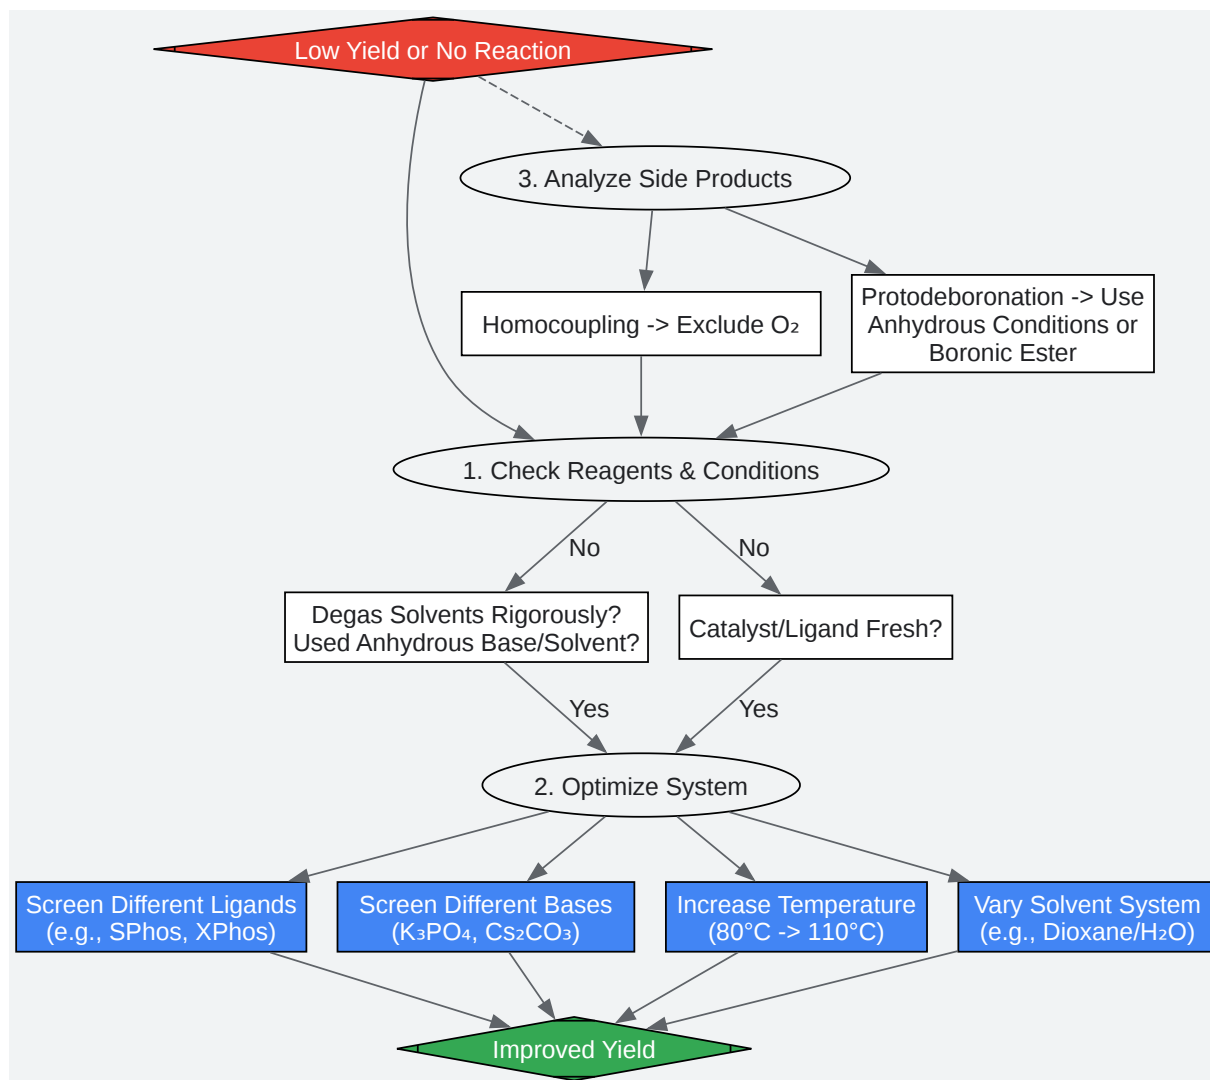 Low Yield or No Reaction
3. Analyze Side Products
Homocoupling -> Exclude O₂
Protodeboronation -> Use
Anhydrous Conditions or
Boronic Ester
1. Check Reagents & Conditions
No
No
Degas Solvents Rigorously?
Used Anhydrous Base/Solvent?
Catalyst/Ligand Fresh?
Yes
Yes
2. Optimize System
Screen Different Ligands
(e.g., SPhos, XPhos)
Screen Different Bases
(K₃PO₄, Cs₂CO₃)
Increase Temperature
(80°C -> 110°C)
Vary Solvent System
(e.g., Dioxane/H₂O)
Improved Yield